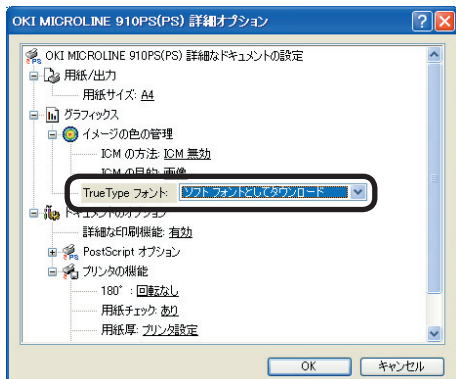 OKI MICROLINE 910PS(PS) 詳細オプション
OKI MICROLINE 910PS(PS) 詳細なドキュメントの設定
用紙/出力
用紙サイズ: A4
グラフィックス
イメージの色の管理
ICM の方法: ICM 無効
ICM の目的: 画像
TrueType フォント: ソフト フォントとしてダウンロード
ドキュメントのオプション
詳細な印刷機能: 有効
PostScript オプション
プリンタの機能
180° : 回転なし
用紙チェック: あり
用紙厚: プリンタ設定
OK キャンセル